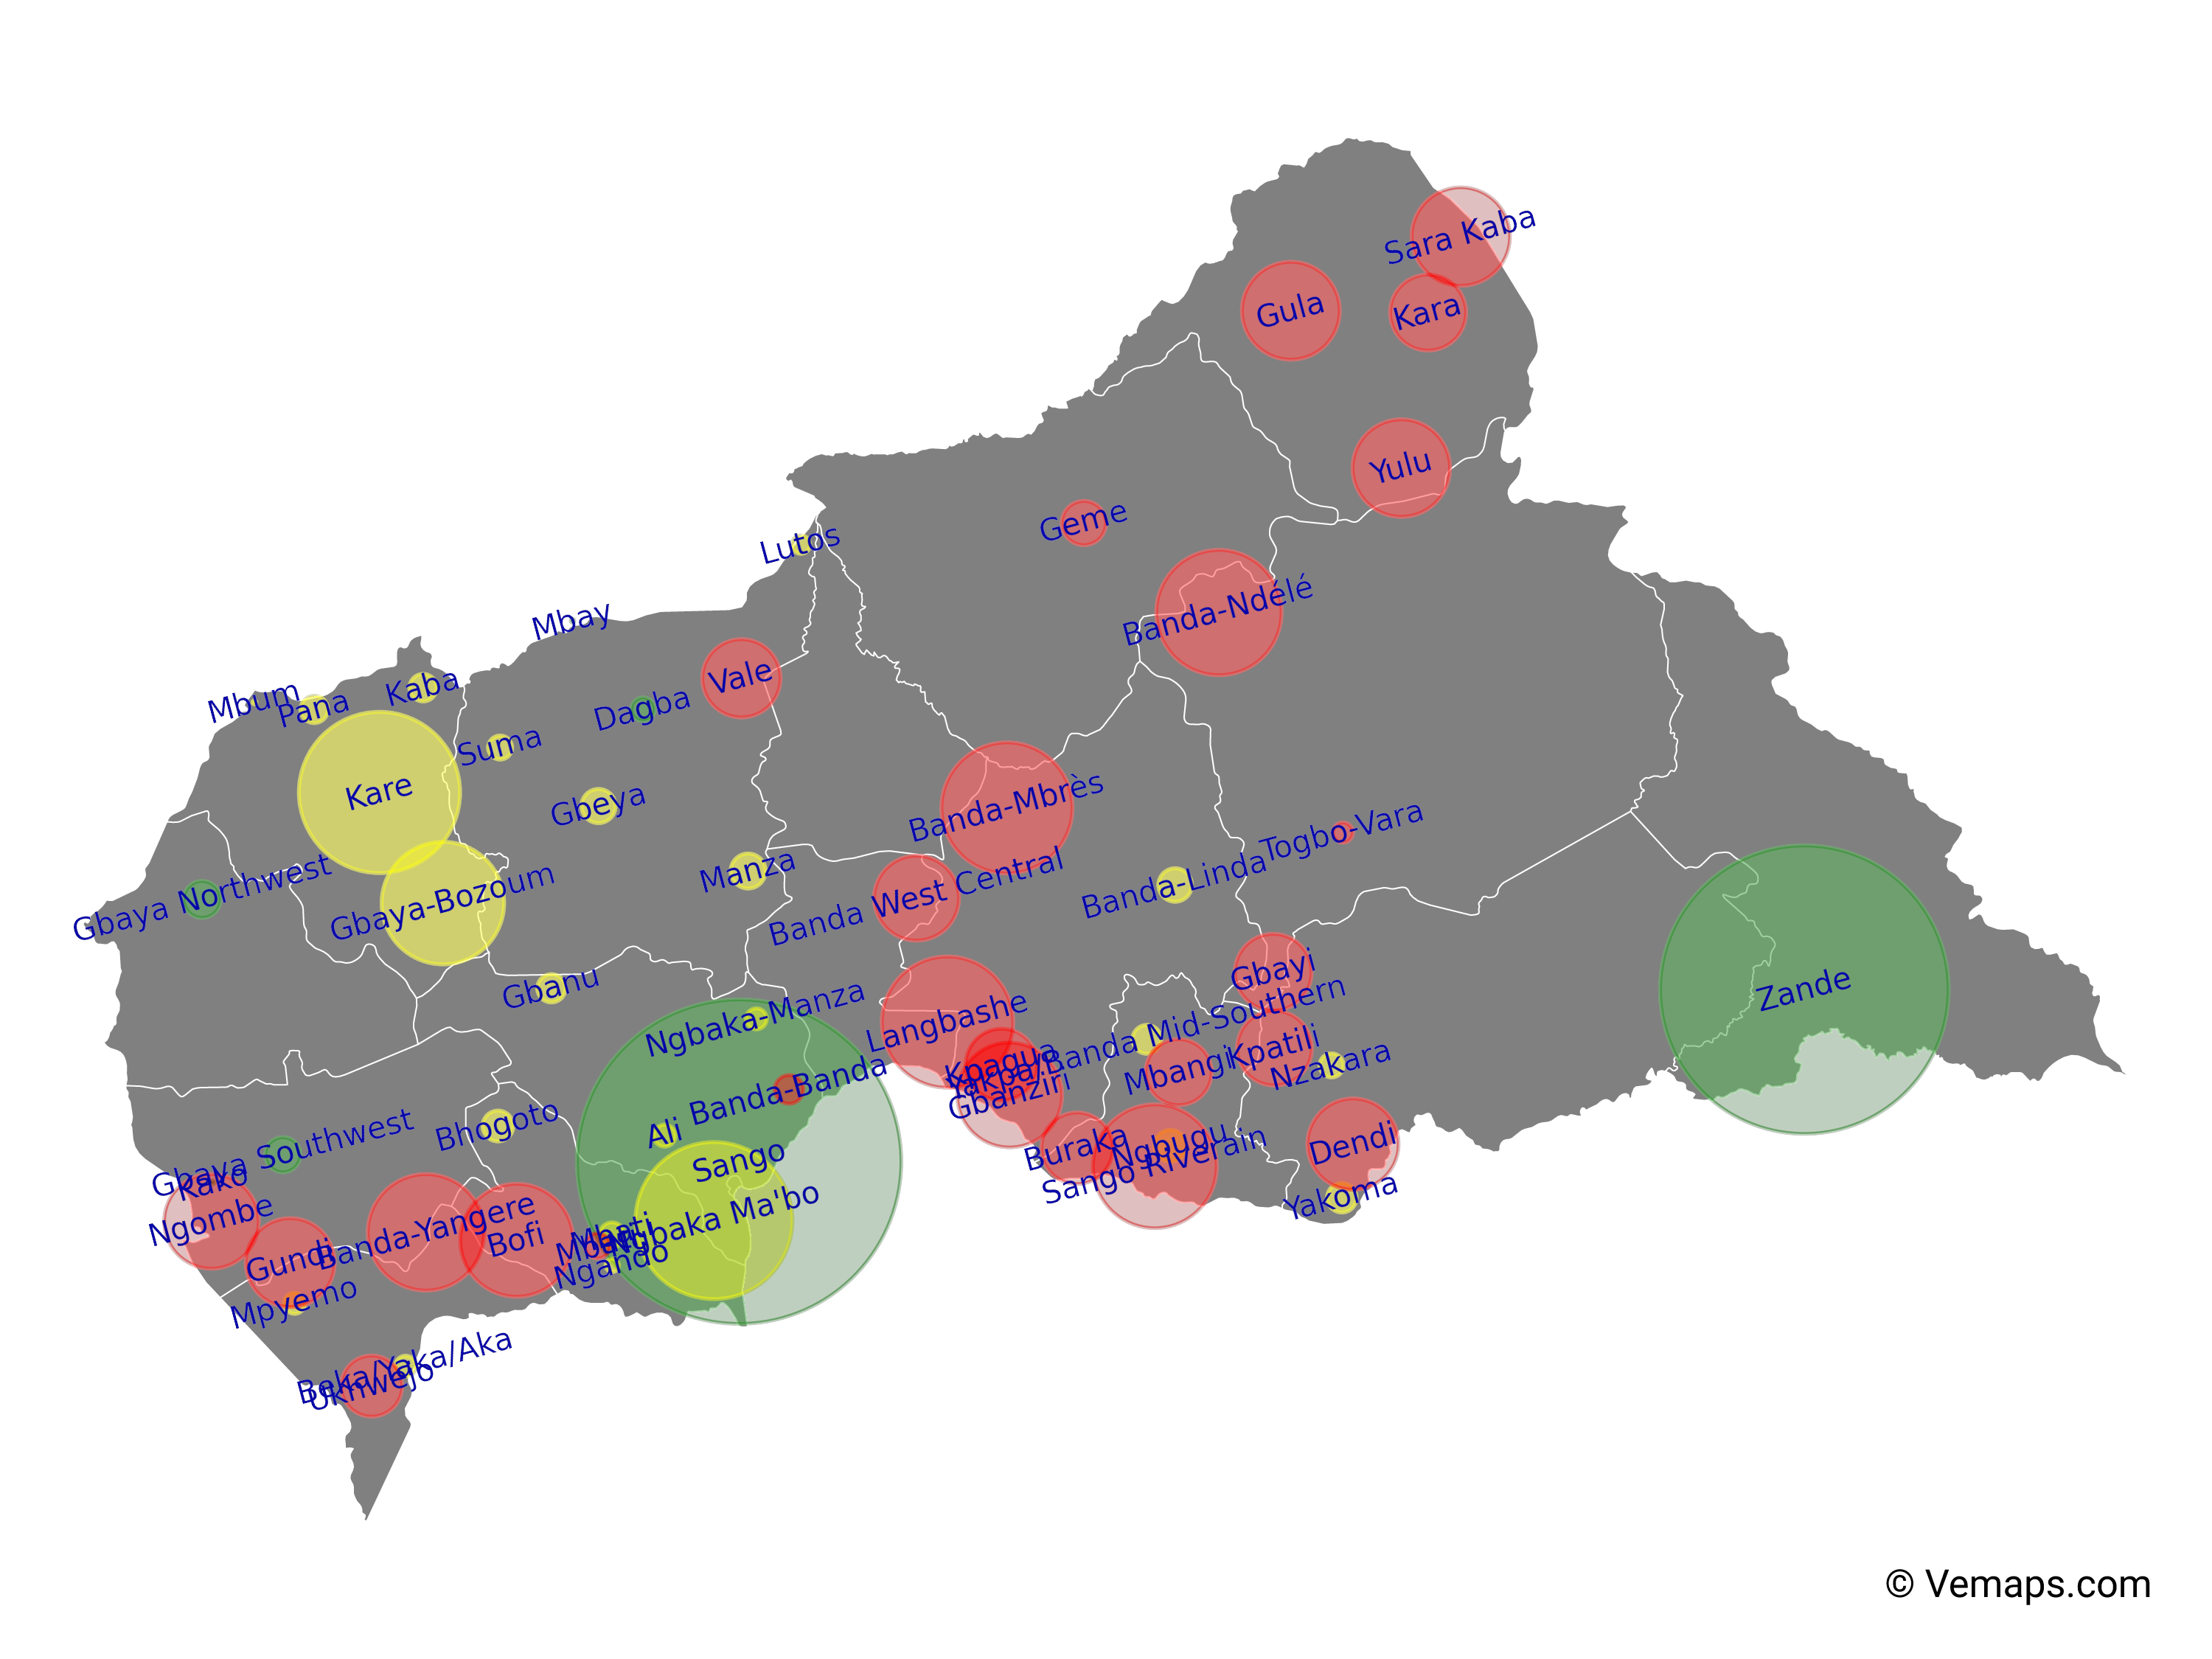 Sara Kaba
Gula
Kara
Yulu
Geme
Lutos
Banda-Ndélé
Mbay
Vale
Kaba
Mbum
Pana
Dagba
Suma
Kare
Gbeya
Banda-Mbrès
Togbo-Vara
Manza
Banda-Linda
Banda West Central
Gbaya Northwest
Gbaya-Bozoum
Gbanu
Gbayi
Zande
Ngbaka-Manza
Langbashe
Banda Mid-Southern
Kpatili
Kpagua
Mbangi
Nzakara
Gbanziri
Banda-Banda
Ali
Bhogoto
Gbaya Southwest
Kako
Sango
Buraka
Ngbugu
Sango Riverain
Dendi
Yakoma
Ngombe
Ngbaka Ma'bo
Banda-Yangere
Bofi
Mbati
Gundi
Ngando
Mpyemo
Beka/Yaka/Aka
Ukhwejo
© Vemaps.com